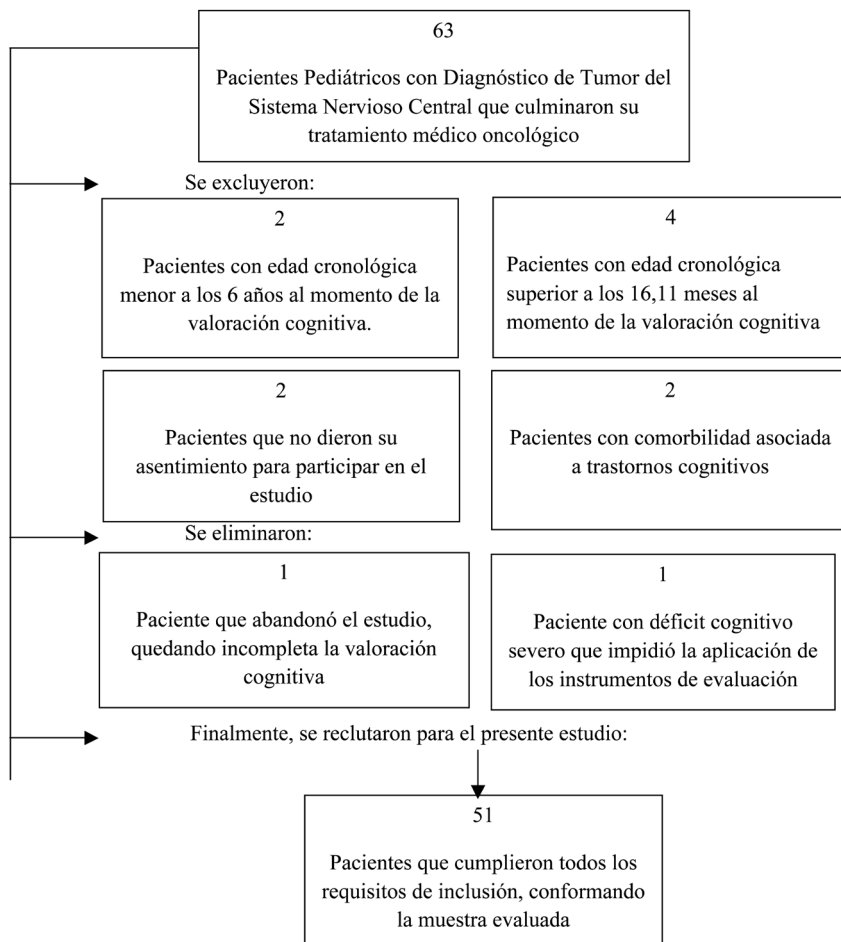 63
Pacientes Pediátricos con Diagnóstico de Tumor del
Sistema Nervioso Central que culminaron su
tratamiento médico oncológico
Se excluyeron:
2
Pacientes con edad cronológica
menor a los 6 años al momento de la
valoración cognitiva.
4
Pacientes con edad cronológica
superior a los 16,11 meses al
momento de la valoración cognitiva
2
Pacientes que no dieron su
asentimiento para participar en el
estudio
2
Pacientes con comorbilidad asociada
a trastornos cognitivos
Se eliminaron:
1
Paciente que abandonó el estudio,
quedando incompleta la valoración
cognitiva
1
Paciente con déficit cognitivo
severo que impidió la aplicación de
los instrumentos de evaluación
Finalmente, se reclutaron para el presente estudio:
51
Pacientes que cumplieron todos los
requisitos de inclusión, conformando
la muestra evaluada